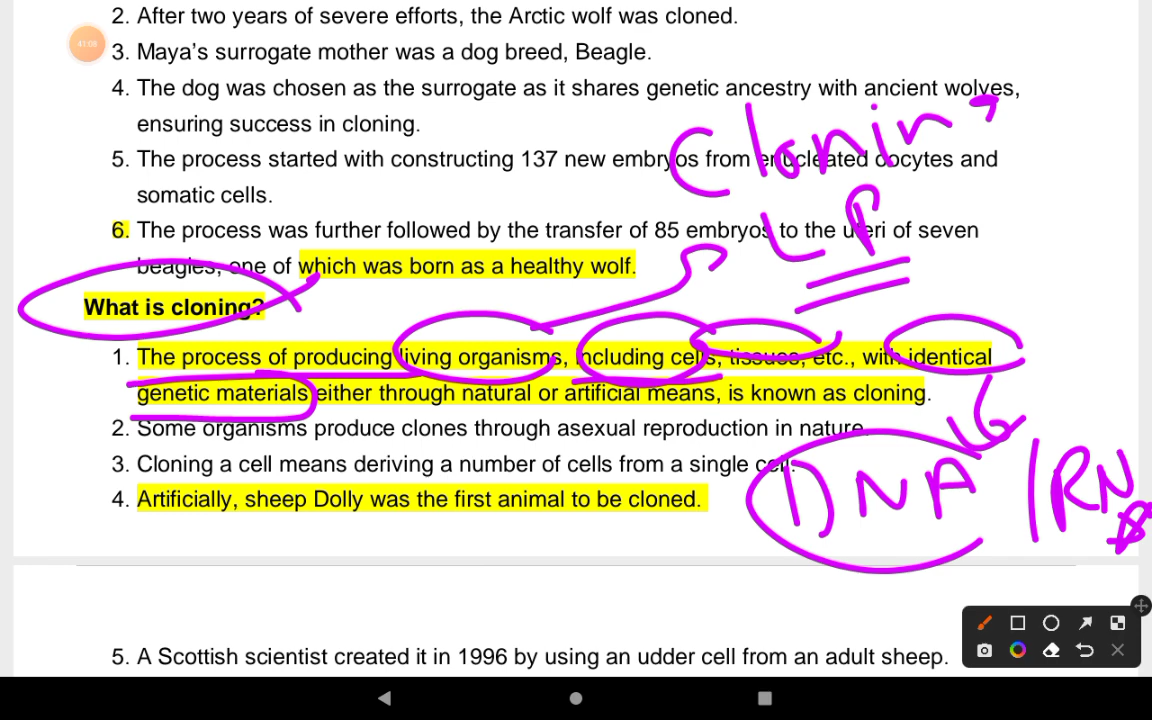 2. After two years of severe efforts, the Arctic wolf was cloned.
41:08
3. Maya's surrogate mother was a dog breed, Beagle.
4. The dog was chosen as the surrogate as it shares genetic ancestry with ancient wolves,
ensuring success in cloning.
Cloning
5. The process started with constructing 137 new embryos from enucleated oocytes and
somatic cells.
LP
6. The process was further followed by the transfer of 85 embryos to the uteri of seven
beagles, one of which was born as a healthy wolf.
What is cloning?
1. The process of producing living organisms, including cells, tissues, etc., with identical
genetic materials either through natural or artificial means, is known as cloning.
2. Some organisms produce clones through asexual reproduction in nature.
3. Cloning a cell means deriving a number of cells from a single cell.
DNA / RNA
4. Artificially, sheep Dolly was the first animal to be cloned.
5. A Scottish scientist created it in 1996 by using an udder cell from an adult sheep.